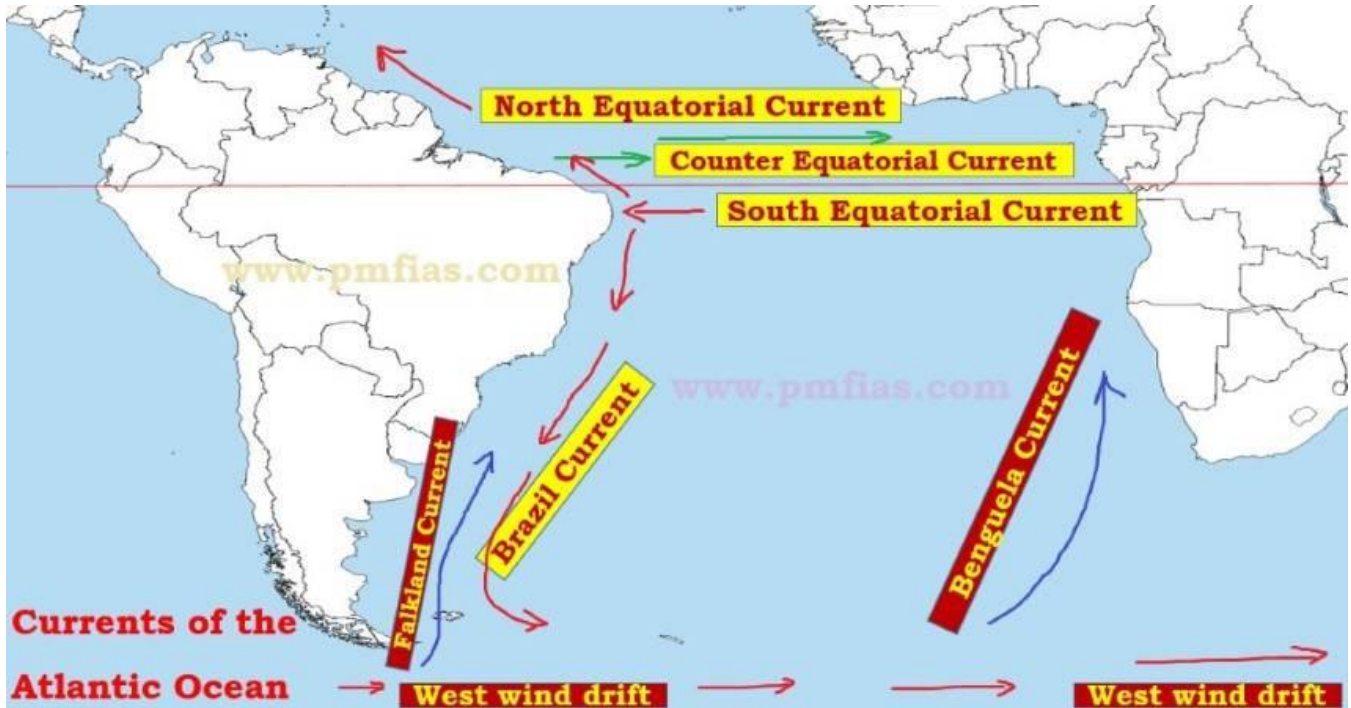 North Equatorial Current
Counter Equatorial Current
South Equatorial Current
www.pmfias.com
www.pmfias.com
Falkland Current
Brazil Current
Benguela Current
Currents of the
Atlantic Ocean
West wind drift
West wind drift